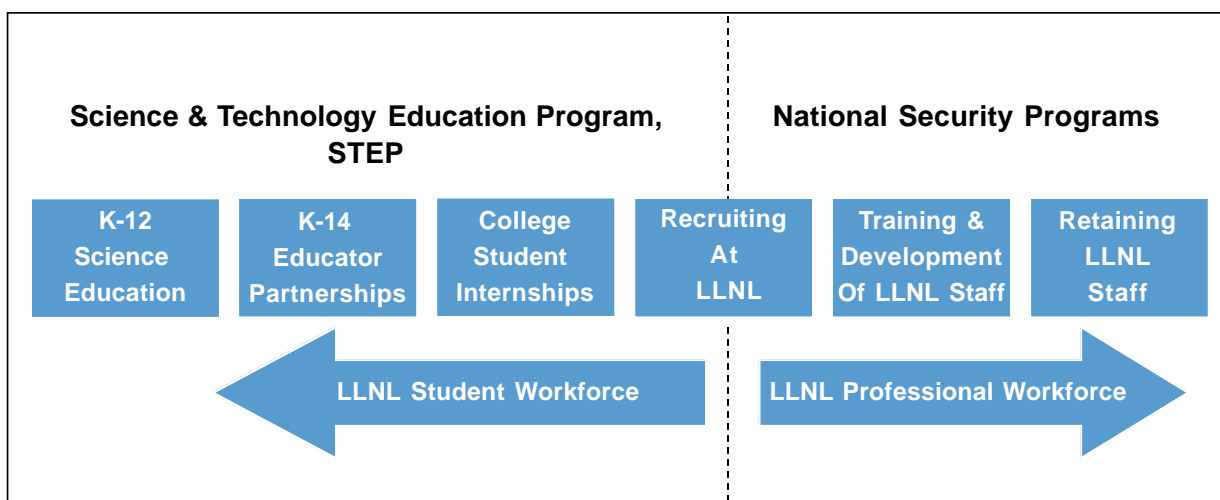 Science & Technology Education Program,
STEP
National Security Programs
K-12
Science
Education
K-14
Educator
Partnerships
College
Student
Internships
Recruiting
At
LLNL
Training &
Development
Of LLNL Staff
Retaining
LLNL
Staff
LLNL Student Workforce
LLNL Professional Workforce